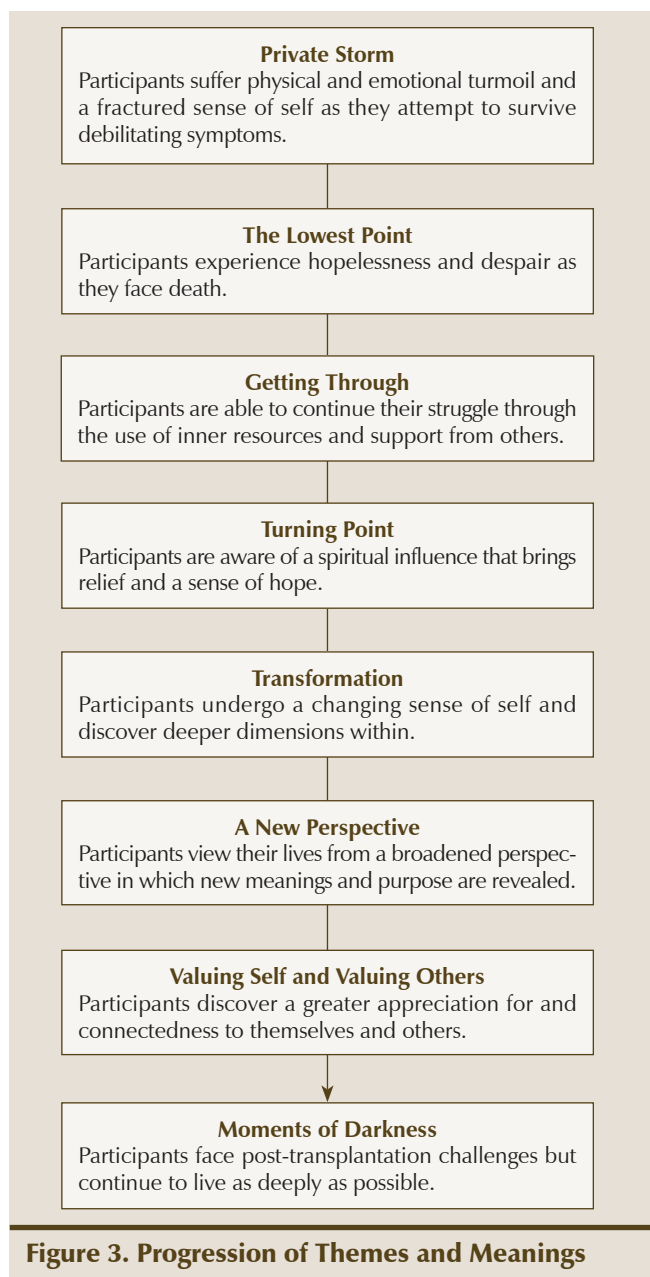 Private Storm
Participants suffer physical and emotional turmoil and
a fractured sense of self as they attempt to survive
debilitating symptoms.
The Lowest Point
Participants experience hopelessness and despair as
they face death.
Getting Through
Participants are able to continue their struggle through
the use of inner resources and support from others.
Turning Point
Participants are aware of a spiritual influence that brings
relief and a sense of hope.
Transformation
Participants undergo a changing sense of self and
discover deeper dimensions within.
A New Perspective
Participants view their lives from a broadened perspec-
tive in which new meanings and purpose are revealed.
Valuing Self and Valuing Others
Participants discover a greater appreciation for and
connectedness to themselves and others.
Moments of Darkness
Participants face post-transplantation challenges but
continue to live as deeply as possible.
Figure 3. Progression of Themes and Meanings